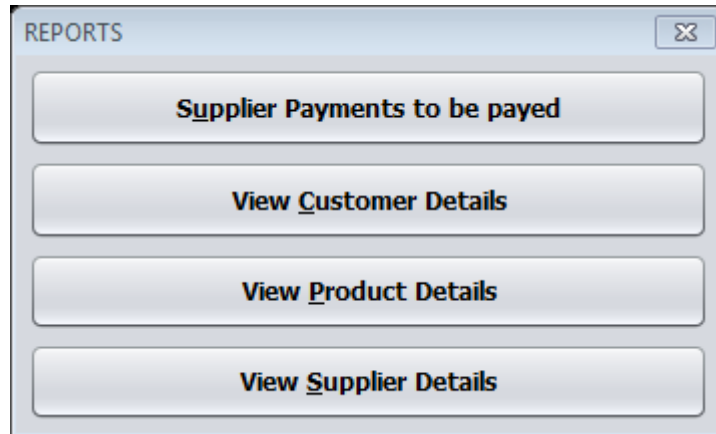 REPORTS
Supplier Payments to be payed
View Customer Details
View Product Details
View Supplier Details